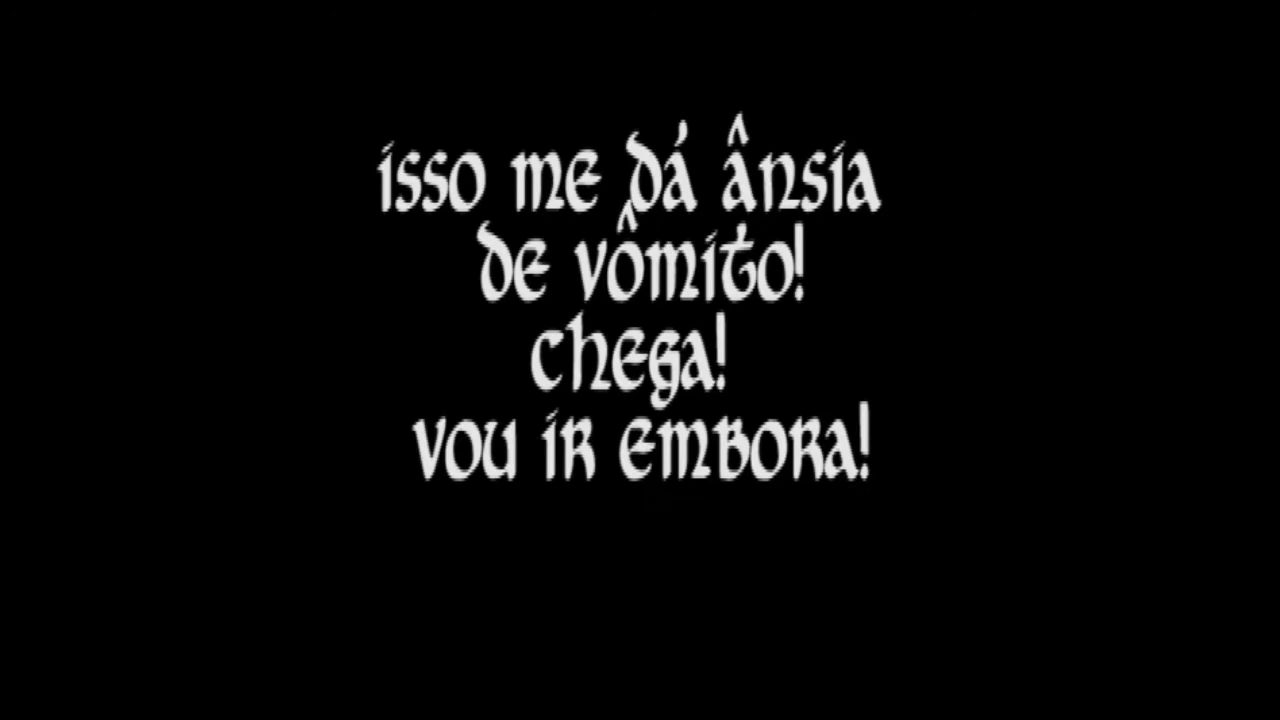 isso me dá ânsia
de vômito!
chega!
vou ir embora!